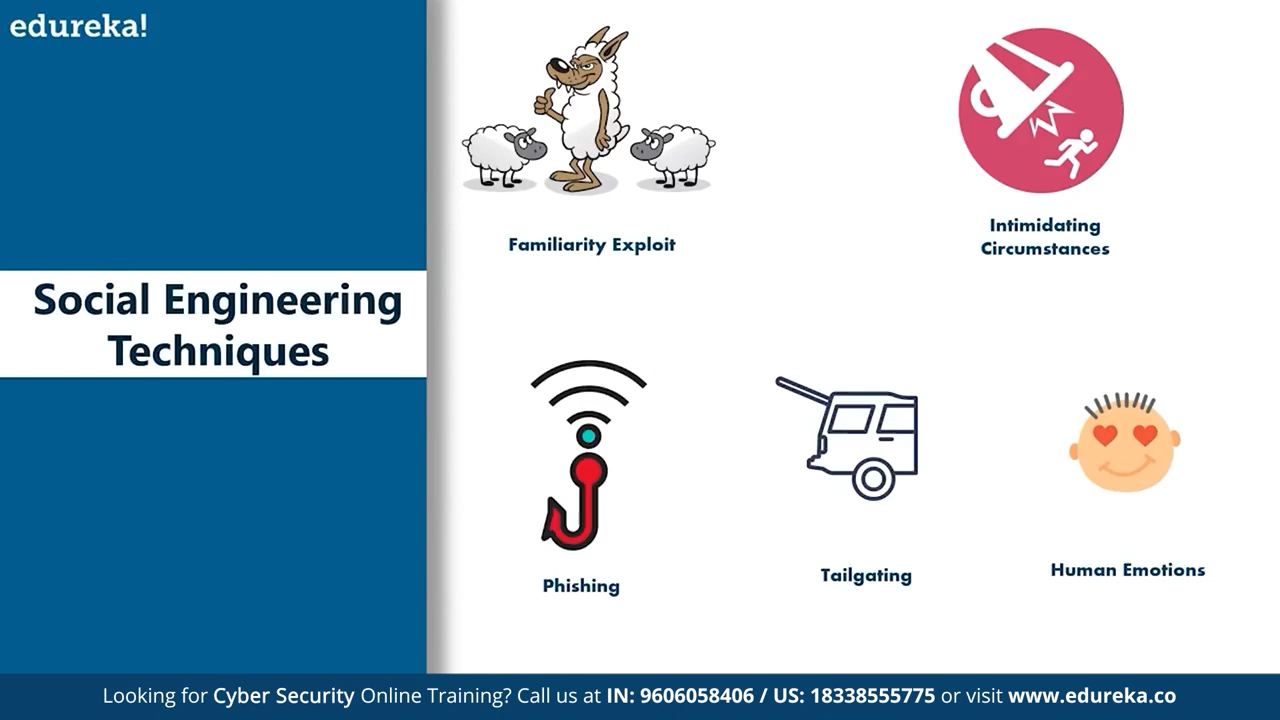 edureka!
Social Engineering
Techniques
Familiarity Exploit
Intimidating
Circumstances
Phishing
Tailgating
Human Emotions
Looking for Cyber Security Online Training? Call us at IN: 9606058406 / US: 18338555775 or visit www.edureka.co